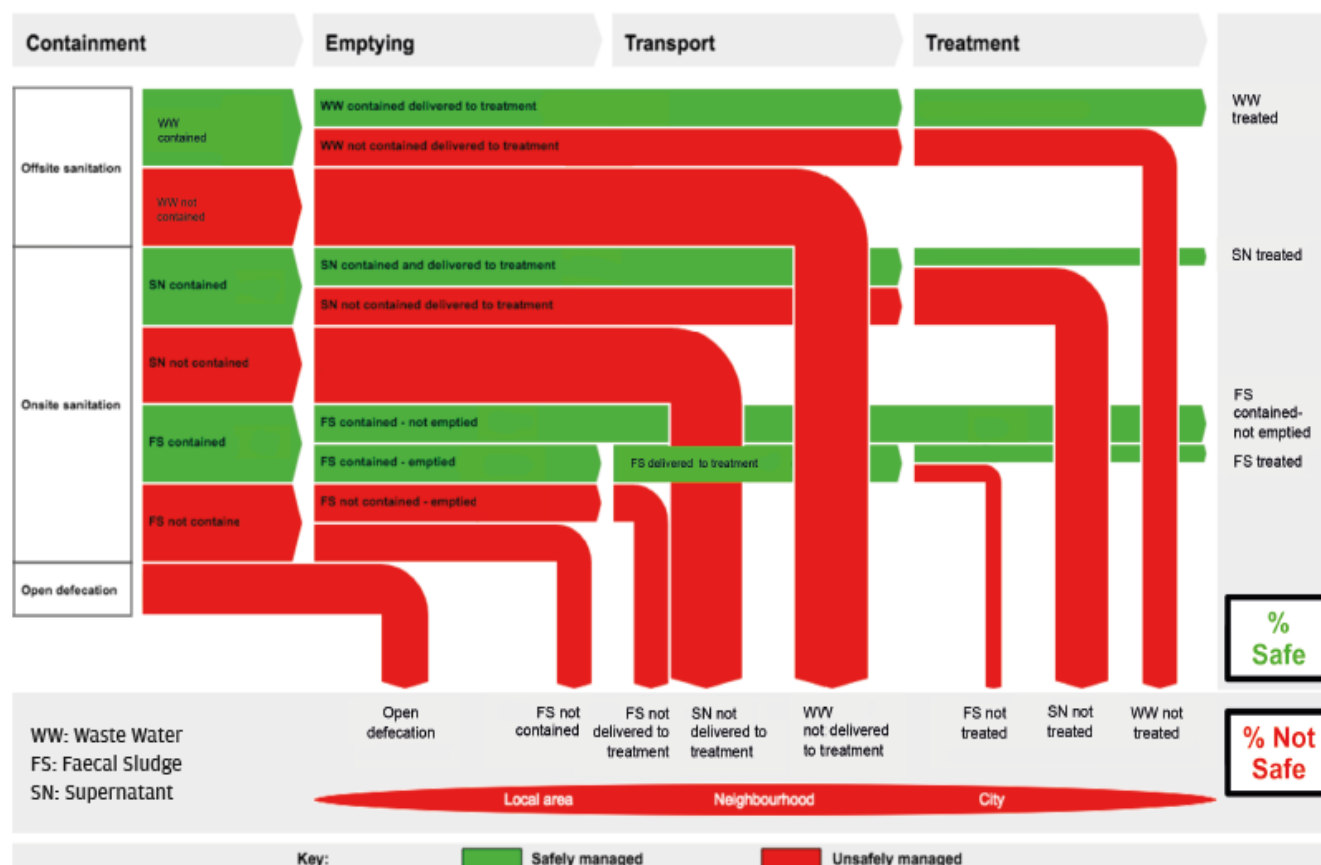 Containment
Emptying
Transport
Treatment
Offsite sanitation
WW
contained
WW contained delivered to treatment
WW
treated
WW not contained delivered to treatment
WW not
contained
Onsite sanitation
SN contained
SN contained and delivered to treatment
SN treated
SN not contained delivered to treatment
SN not contained
FS contained
FS contained - not emptied
FS
contained-
not emptied
FS contained - emptied
FS delivered to treatment
FS treated
FS not containe
FS not contained - emptied
Open defecation
%
Safe
Open
defecation
FS not
contained
FS not
delivered to
treatment
SN not
delivered to
treatment
WW
not delivered
to treatment
FS not
treated
SN not
treated
WW not
treated
% Not
Safe
WW: Waste Water
FS: Faecal Sludge
SN: Supernatant
Local area
Neighbourhood
City
Key:
Safely managed
Unsafely managed